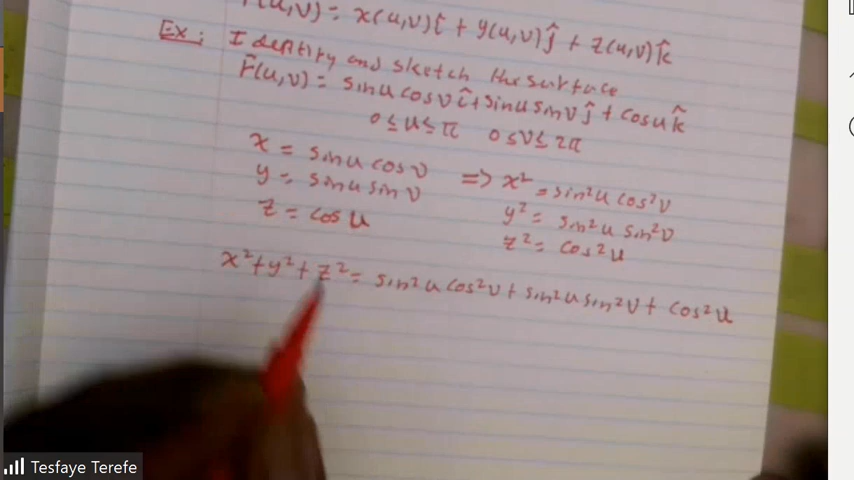 r(u,v) = x(u,v)î + y(u,v)ĵ + z(u,v)k̂
Ex: Identify and sketch the surface
r̄(u,v) = sinu cosv î + sinu sinv ĵ + cosu k̂
0 ≤ u ≤ π 0 ≤ v ≤ 2π
x = sinu cosv => x² = sin²u cos²v
y = sinu sinv y² = sin²u sin²v
z = cos u z² = cos²u
x² + y² + z² = sin²u cos²v + sin²u sin²v + cos²u
Tesfaye Terefe